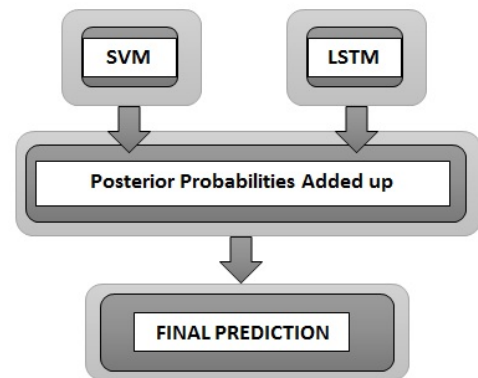 SVM
LSTM
Posterior Probabilities Added up
FINAL PREDICTION